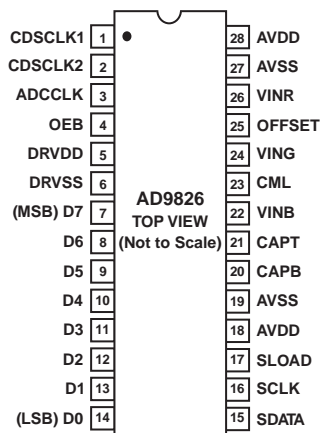 CDSCLK1 1
CDSCLK2 2
ADCCLK 3
OEB 4
DRVDD 5
DRVSS 6
(MSB) D7 7
D6 8
D5 9
D4 10
D3 11
D2 12
D1 13
(LSB) D0 14
AD9826
TOP VIEW
(Not to Scale)
28 AVDD
27 AVSS
26 VINR
25 OFFSET
24 VING
23 CML
22 VINB
21 CAPT
20 CAPB
19 AVSS
18 AVDD
17 SLOAD
16 SCLK
15 SDATA